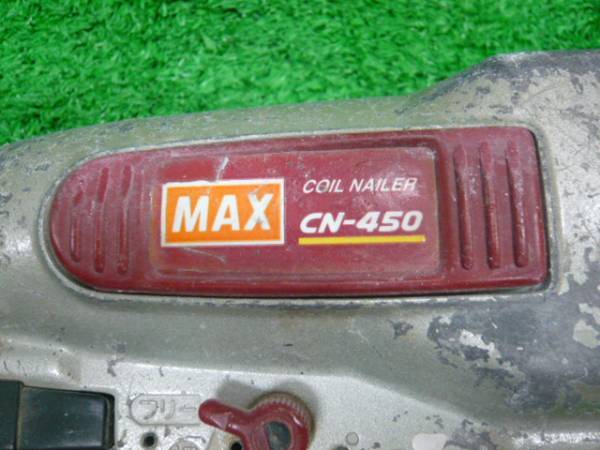 COIL NAILER
MAX
CN-450
フリー